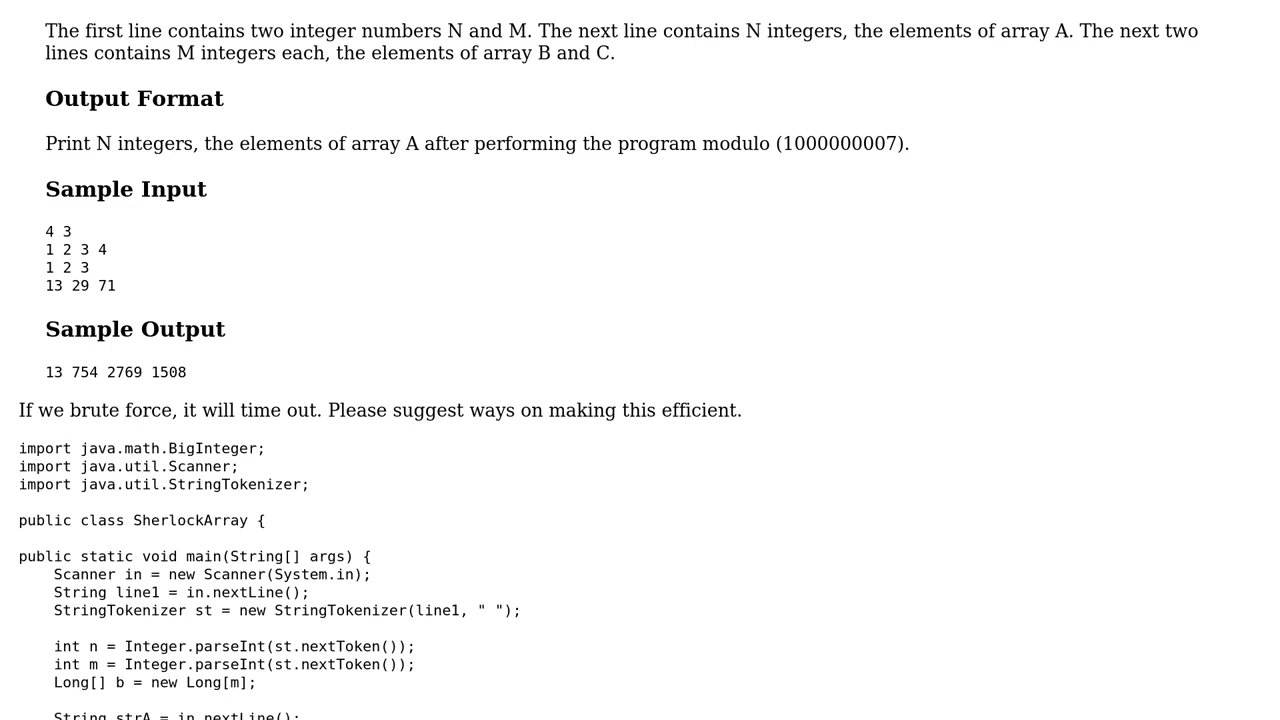 The first line contains two integer numbers N and M. The next line contains N integers, the elements of array A. The next two
lines contains M integers each, the elements of array B and C.
Output Format
Print N integers, the elements of array A after performing the program modulo (1000000007).
Sample Input
4 3
1 2 3 4
1 2 3
13 29 71
Sample Output
13 754 2769 1508
If we brute force, it will time out. Please suggest ways on making this efficient.
import java.math.BigInteger;
import java.util.Scanner;
import java.util.StringTokenizer;
public class SherlockArray {
public static void main(String[] args) {
    Scanner in = new Scanner(System.in);
    String line1 = in.nextLine();
    StringTokenizer st = new StringTokenizer(line1, " ");
    int n = Integer.parseInt(st.nextToken());
    int m = Integer.parseInt(st.nextToken());
    Long[] b = new Long[m];
    String strA = in.nextLine();